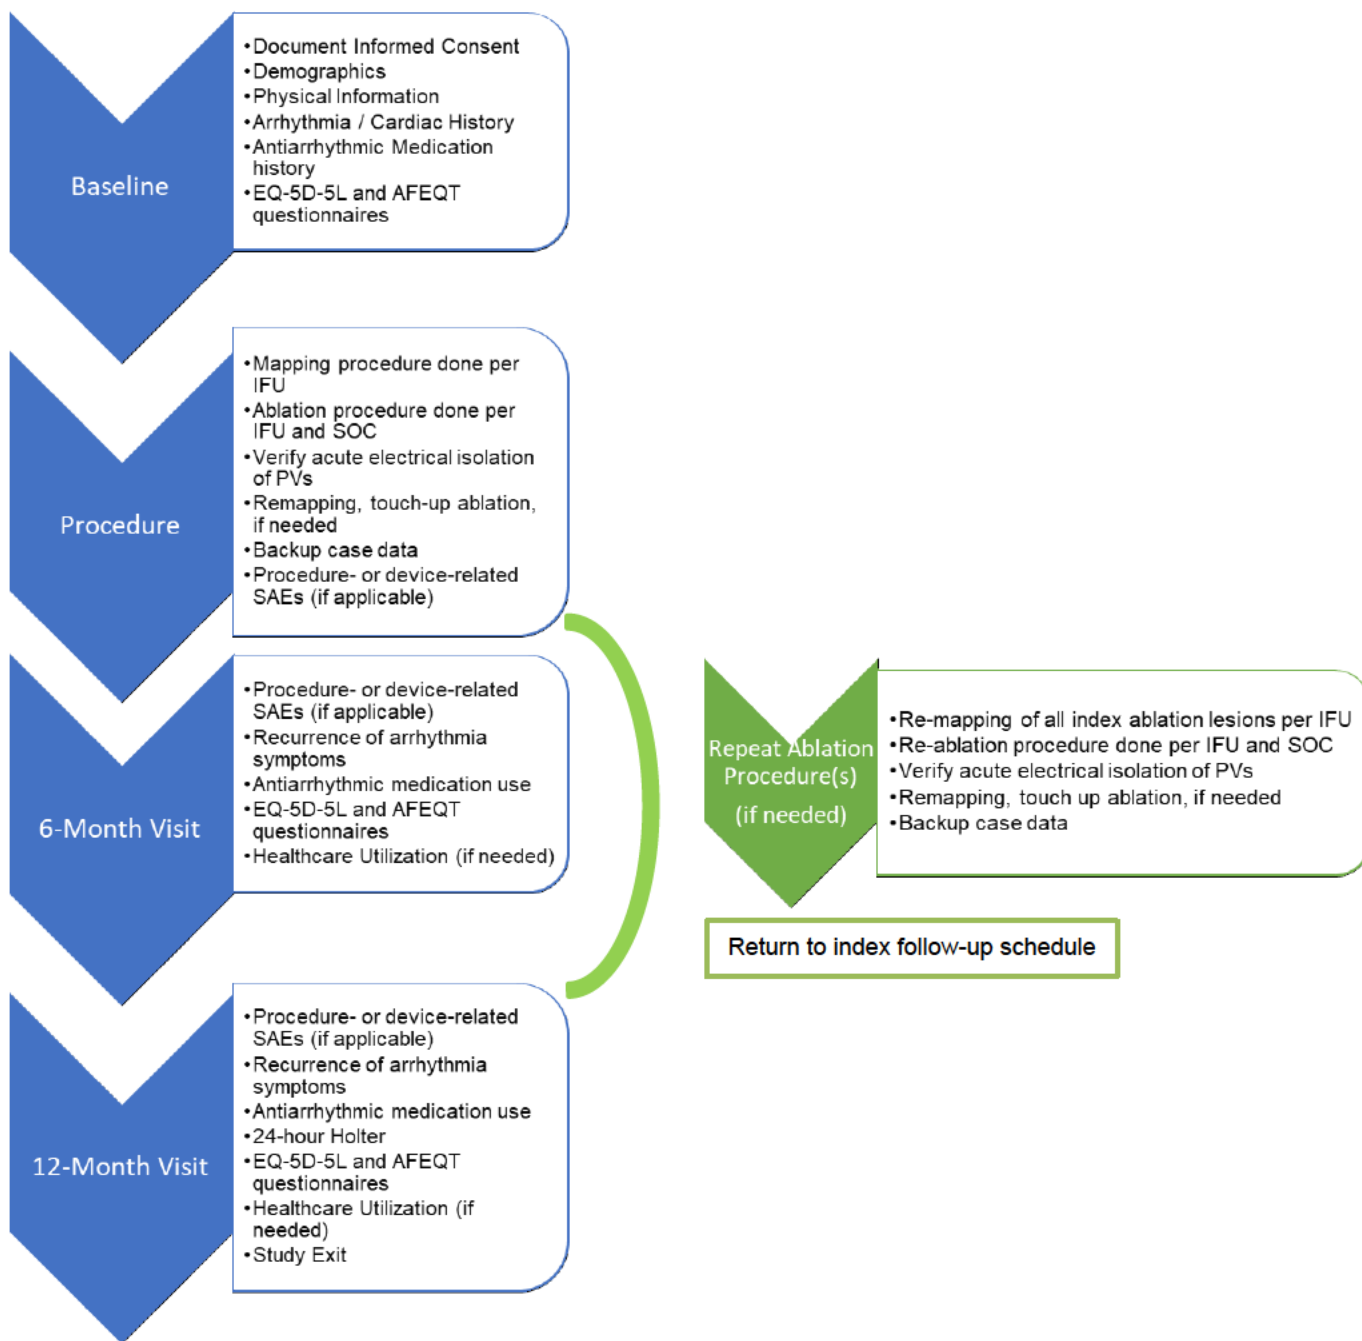 Baseline
•Document Informed Consent
•Demographics
•Physical Information
•Arrhythmia / Cardiac History
•Antiarrhythmic Medication
history
•EQ-5D-5L and AFEQT
questionnaires
Procedure
•Mapping procedure done per
IFU
•Ablation procedure done per
IFU and SOC
•Verify acute electrical isolation
of PVs
•Remapping, touch-up ablation,
if needed
•Backup case data
•Procedure- or device-related
SAEs (if applicable)
6-Month Visit
•Procedure- or device-related
SAEs (if applicable)
•Recurrence of arrhythmia
symptoms
•Antiarrhythmic medication use
•EQ-5D-5L and AFEQT
questionnaires
•Healthcare Utilization (if needed)
Repeat Ablation
Procedure(s)
(if needed)
•Re-mapping of all index ablation lesions per IFU
•Re-ablation procedure done per IFU and SOC
•Verify acute electrical isolation of PVs
•Remapping, touch up ablation, if needed
•Backup case data
Return to index follow-up schedule
12-Month Visit
•Procedure- or device-related
SAEs (if applicable)
•Recurrence of arrhythmia
symptoms
•Antiarrhythmic medication use
•24-hour Holter
•EQ-5D-5L and AFEQT
questionnaires
•Healthcare Utilization (if
needed)
•Study Exit